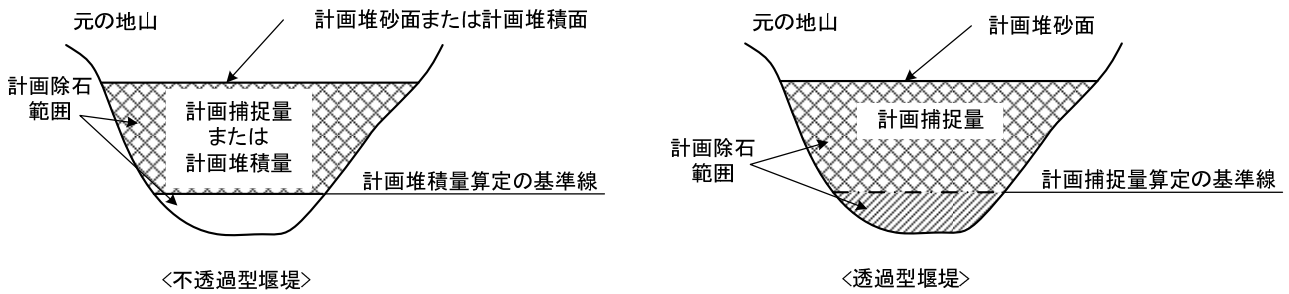 元の地山
計画堆砂面または計画堆積面
計画除石
範囲
計画捕捉量
または
計画堆積量
計画堆積量算定の基準線
<不透過型堰堤>
元の地山
計画堆砂面
計画捕捉量
計画除石
範囲
計画捕捉量算定の基準線
<透過型堰堤>